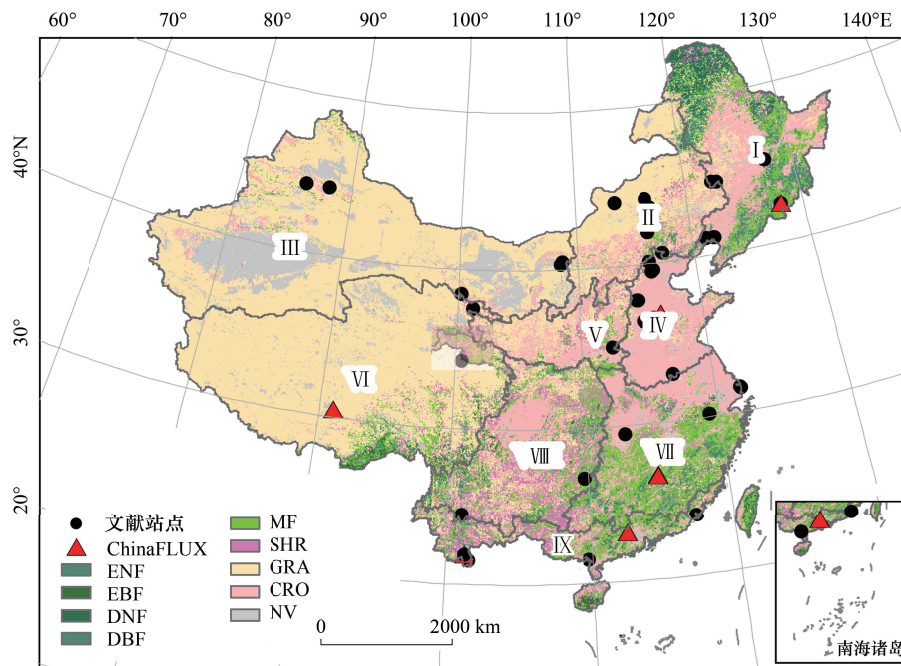 60° 70° 80° 90° 100° 110° 120° 130° 140°E
40°N
30°
20°
I
II
III
IV
V
VI
VII
VIII
IX
文献站点
ChinaFLUX
ENF
EBF
DNF
DBF
MF
SHR
GRA
CRO
NV
0 2000 km
南海诸岛